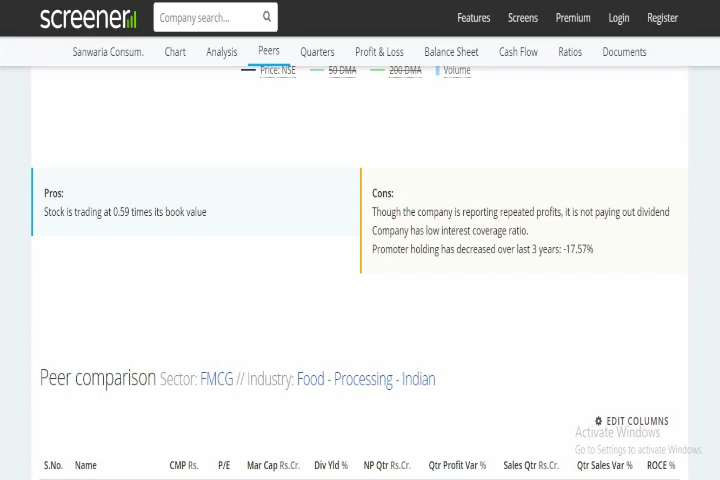 screener
Company search...
Features Screens Premium Login Register
Sanwaria Consum. Chart Analysis Peers Quarters Profit & Loss Balance Sheet Cash Flow Ratios Documents
Price: NSE 50 DMA 200 DMA Volume
Pros:
Stock is trading at 0.59 times its book value
Cons:
Though the company is reporting repeated profits, it is not paying out dividend
Company has low interest coverage ratio.
Promoter holding has decreased over last 3 years: -17.57%
Peer comparison Sector: FMCG // Industry: Food - Processing - Indian
EDIT COLUMNS
Activate Windows
Go to Settings to activate Windows.
S.No. Name CMP Rs. P/E Mar Cap Rs.Cr. Div Yld % NP Qtr Rs.Cr. Qtr Profit Var % Sales Qtr Rs.Cr. Qtr Sales Var % ROCE %